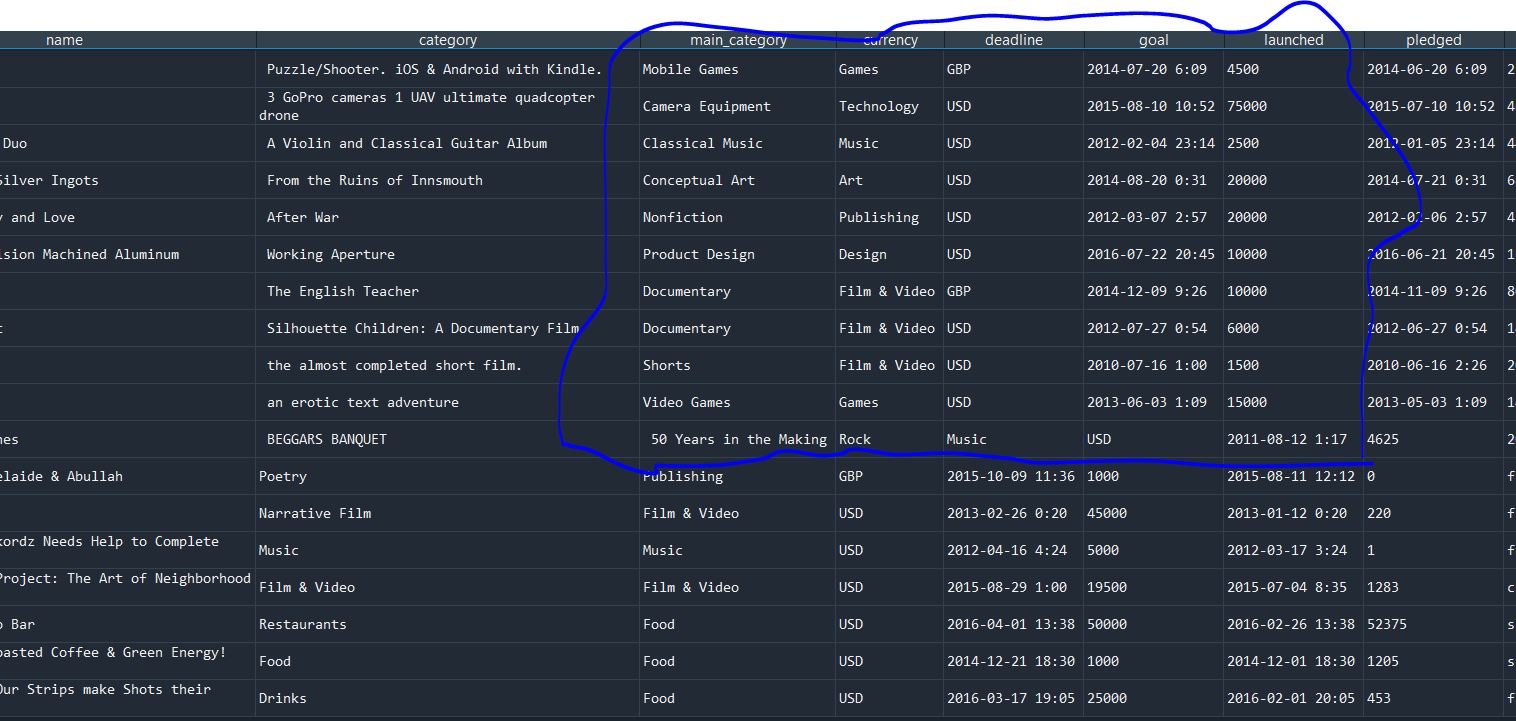 name category main_category currency deadline goal launched pledged
Puzzle/Shooter. iOS & Android with Kindle. Mobile Games Games GBP 2014-07-20 6:09 4500 2014-06-20 6:09 2
3 GoPro cameras 1 UAV ultimate quadcopter
drone Camera Equipment Technology USD 2015-08-10 10:52 75000 2015-07-10 10:52 4
Duo A Violin and Classical Guitar Album Classical Music Music USD 2012-02-04 23:14 2500 2012-01-05 23:14 4
Silver Ingots From the Ruins of Innsmouth Conceptual Art Art USD 2014-08-20 0:31 20000 2014-07-21 0:31 6
y and Love After War Nonfiction Publishing USD 2012-03-07 2:57 20000 2012-02-06 2:57 4
ision Machined Aluminum Working Aperture Product Design Design USD 2016-07-22 20:45 10000 2016-06-21 20:45 1
The English Teacher Documentary Film & Video GBP 2014-12-09 9:26 10000 2014-11-09 9:26 8
Silhouette Children: A Documentary Film Documentary Film & Video USD 2012-07-27 0:54 6000 2012-06-27 0:54 1
the almost completed short film. Shorts Film & Video USD 2010-07-16 1:00 1500 2010-06-16 2:26 2
an erotic text adventure Video Games Games USD 2013-06-03 1:09 15000 2013-05-03 1:09 1
nes BEGGARS BANQUET 50 Years in the Making Rock Music USD 2011-08-12 1:17 4625 2
elaide & Abullah Poetry Publishing GBP 2015-10-09 11:36 1000 2015-08-11 12:12 0 f
Narrative Film Film & Video USD 2013-02-26 0:20 45000 2013-01-12 0:20 220 f
kordz Needs Help to Complete Music Music USD 2012-04-16 4:24 5000 2012-03-17 3:24 1 f
Project: The Art of Neighborhood Film & Video Film & Video USD 2015-08-29 1:00 19500 2015-07-04 8:35 1283 c
o Bar Restaurants Food USD 2016-04-01 13:38 50000 2016-02-26 13:38 52375 s
oasted Coffee & Green Energy! Food Food USD 2014-12-21 18:30 1000 2014-12-01 18:30 1205 s
Our Strips make Shots their Drinks Food USD 2016-03-17 19:05 25000 2016-02-01 20:05 453 f